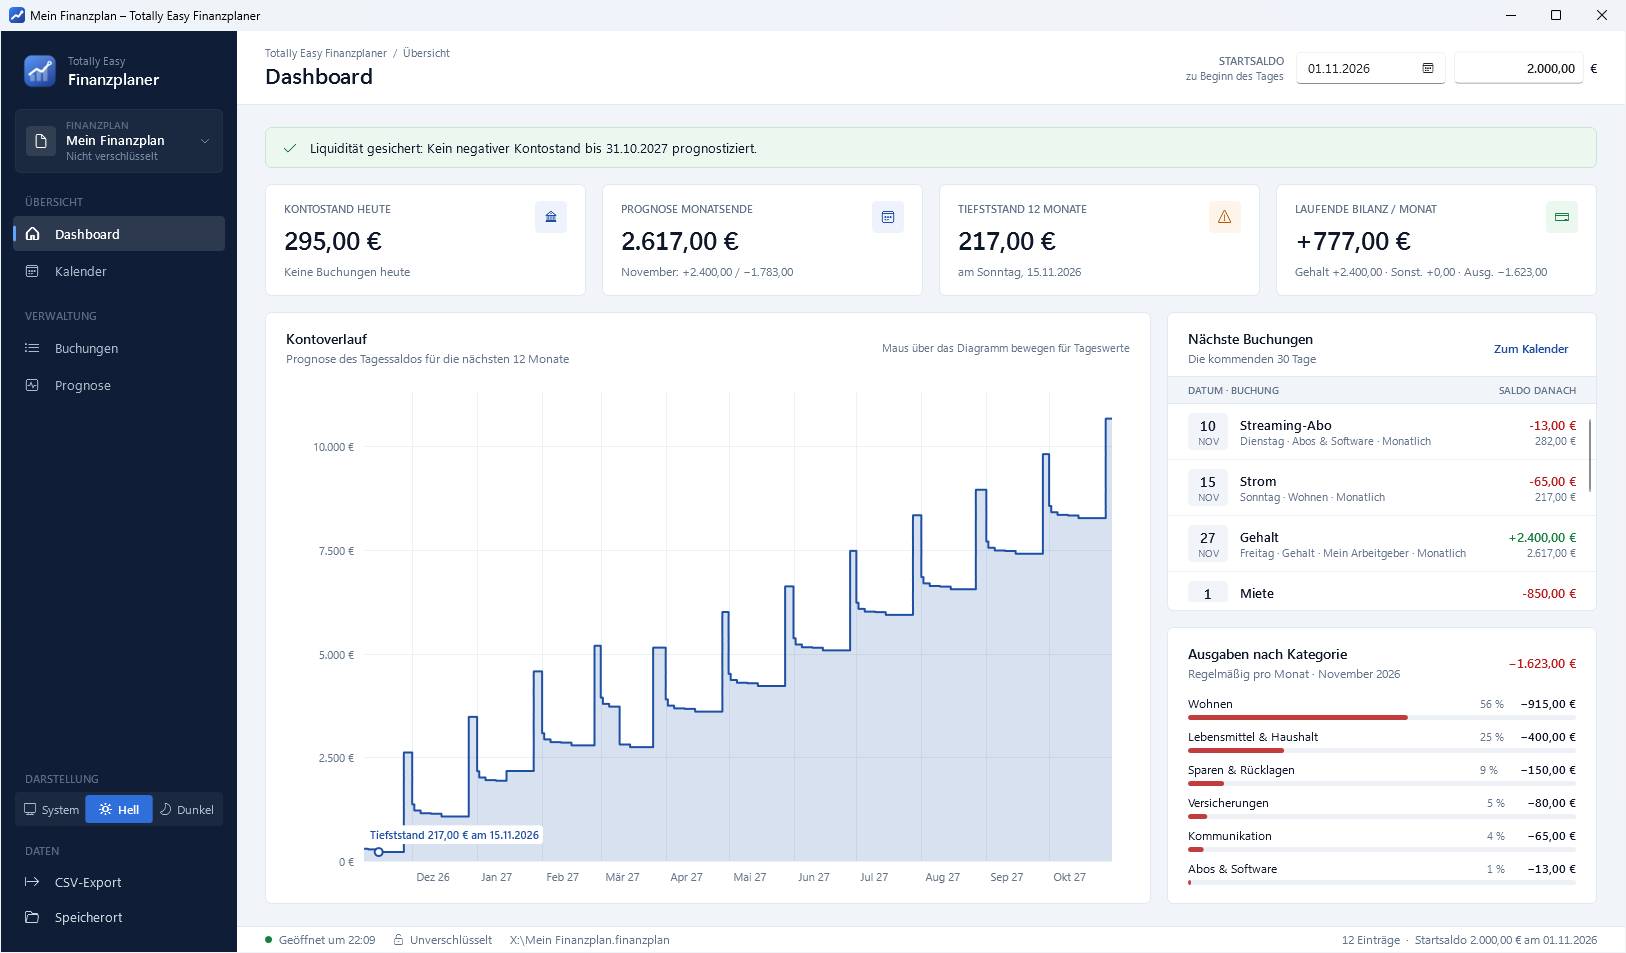 Mein Finanzplan – Totally Easy Finanzplaner
Totally Easy
Finanzplaner
FINANZPLAN
Mein Finanzplan
Nicht verschlüsselt
ÜBERSICHT
Dashboard
Kalender
VERWALTUNG
Buchungen
Prognose
DARSTELLUNG
System
Hell
Dunkel
DATEN
CSV-Export
Speicherort
Totally Easy Finanzplaner / Übersicht
Dashboard
STARTSALDO
zu Beginn des Tages
01.11.2026
2.000,00 €
Liquidität gesichert: Kein negativer Kontostand bis 31.10.2027 prognostiziert.
KONTOSTAND HEUTE
295,00 €
Keine Buchungen heute
PROGNOSE MONATSENDE
2.617,00 €
November: +2.400,00 / −1.783,00
TIEFSTSTAND 12 MONATE
217,00 €
am Sonntag, 15.11.2026
LAUFENDE BILANZ / MONAT
+777,00 €
Gehalt +2.400,00 · Sonst. +0,00 · Ausg. −1.623,00
Kontoverlauf
Prognose des Tagessaldos für die nächsten 12 Monate
Maus über das Diagramm bewegen für Tageswerte
10.000 €
7.500 €
5.000 €
2.500 €
0 €
Tiefststand 217,00 € am 15.11.2026
Dez 26 Jan 27 Feb 27 Mär 27 Apr 27 Mai 27 Jun 27 Jul 27 Aug 27 Sep 27 Okt 27
Nächste Buchungen
Die kommenden 30 Tage
Zum Kalender
DATUM · BUCHUNG SALDO DANACH
10 Streaming-Abo -13,00 €
NOV Dienstag · Abos & Software · Monatlich 282,00 €
15 Strom -65,00 €
NOV Sonntag · Wohnen · Monatlich 217,00 €
27 Gehalt +2.400,00 €
NOV Freitag · Gehalt · Mein Arbeitgeber · Monatlich 2.617,00 €
1 Miete -850,00 €
Ausgaben nach Kategorie
Regelmäßig pro Monat · November 2026
−1.623,00 €
Wohnen 56 % −915,00 €
Lebensmittel & Haushalt 25 % −400,00 €
Sparen & Rücklagen 9 % −150,00 €
Versicherungen 5 % −80,00 €
Kommunikation 4 % −65,00 €
Abos & Software 1 % −13,00 €
Geöffnet um 22:09 Unverschlüsselt X:\Mein Finanzplan.finanzplan
12 Einträge · Startsaldo 2.000,00 € am 01.11.2026